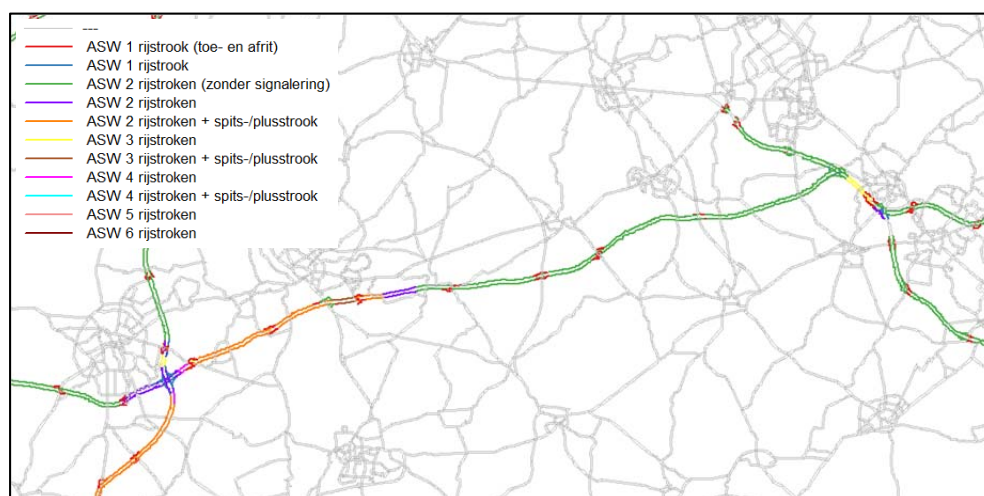 ---
ASW 1 rijstrook (toe- en afrit)
ASW 1 rijstrook
ASW 2 rijstroken (zonder signalering)
ASW 2 rijstroken
ASW 2 rijstroken + spits-/plusstrook
ASW 3 rijstroken
ASW 3 rijstroken + spits-/plusstrook
ASW 4 rijstroken
ASW 4 rijstroken + spits-/plusstrook
ASW 5 rijstroken
ASW 6 rijstroken